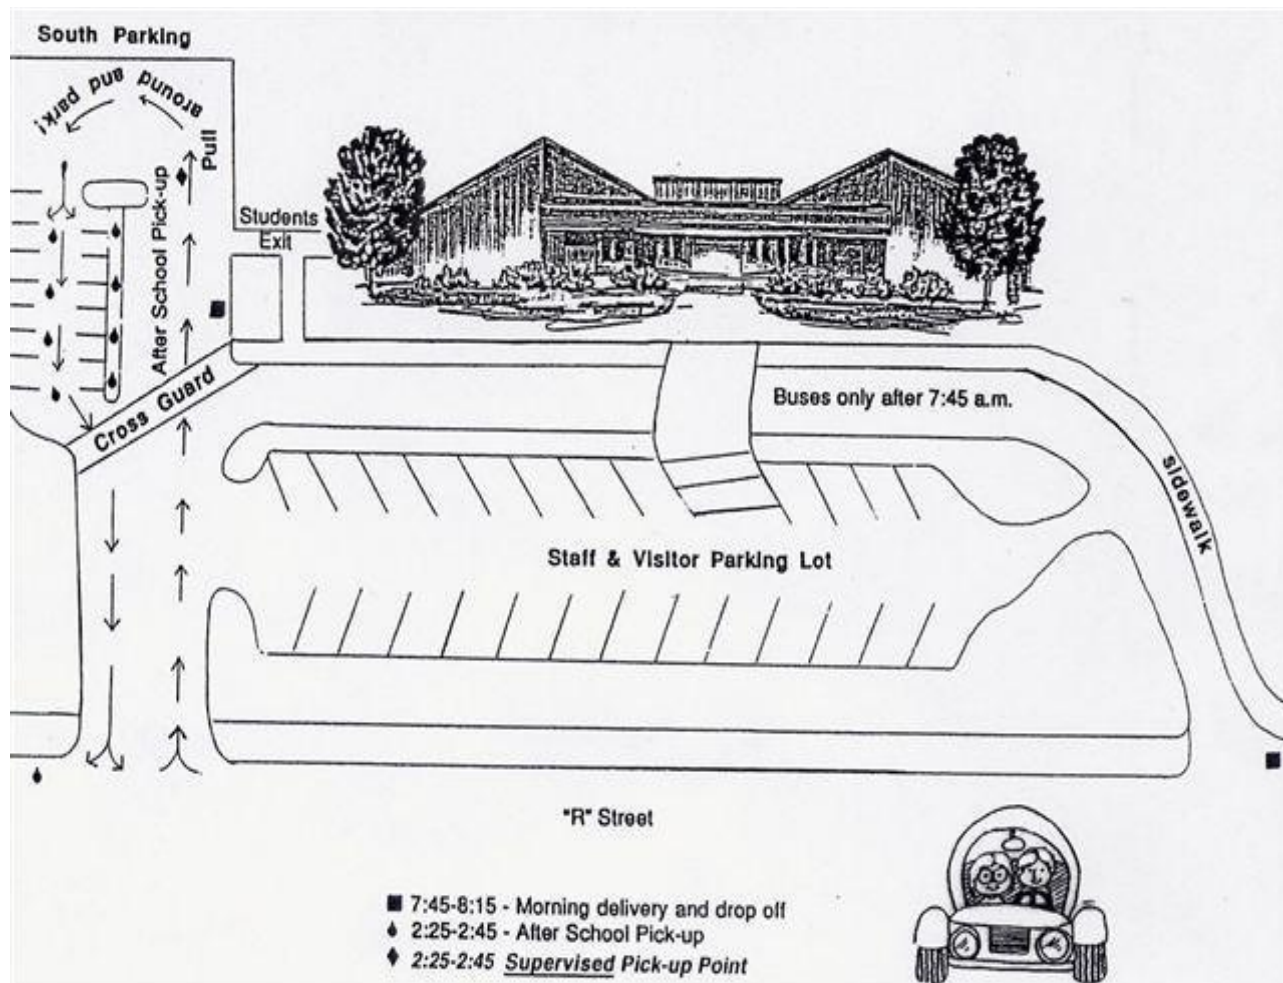 South Parking
Pull
around and park!
After School Pick-up
Students
Exit
Cross Guard
Buses only after 7:45 a.m.
sidewalk
Staff & Visitor Parking Lot
"R" Street
7:45-8:15 - Morning delivery and drop off
2:25-2:45 - After School Pick-up
2:25-2:45 Supervised Pick-up Point